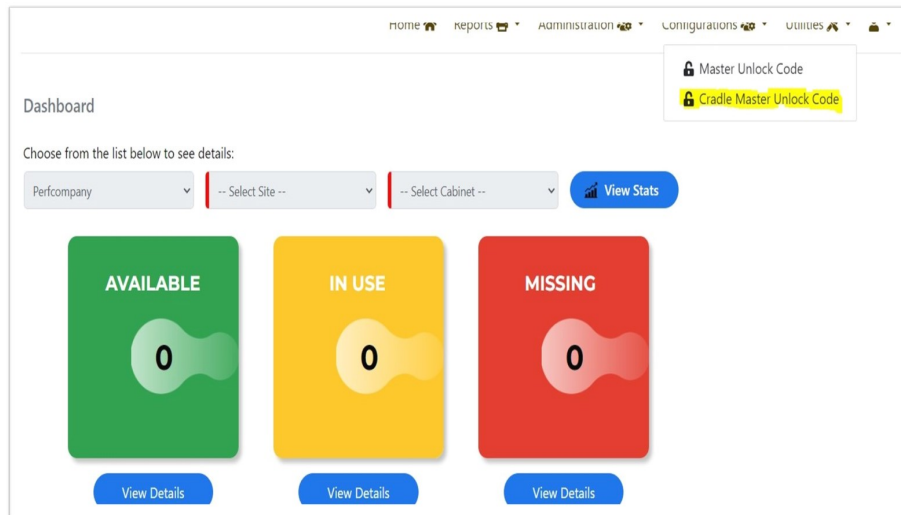 Home Reports Administration Configurations Utilities
Master Unlock Code
Cradle Master Unlock Code
Dashboard
Choose from the list below to see details:
Perfcompany -- Select Site -- -- Select Cabinet -- View Stats
AVAILABLE IN USE MISSING
0 0 0
View Details View Details View Details